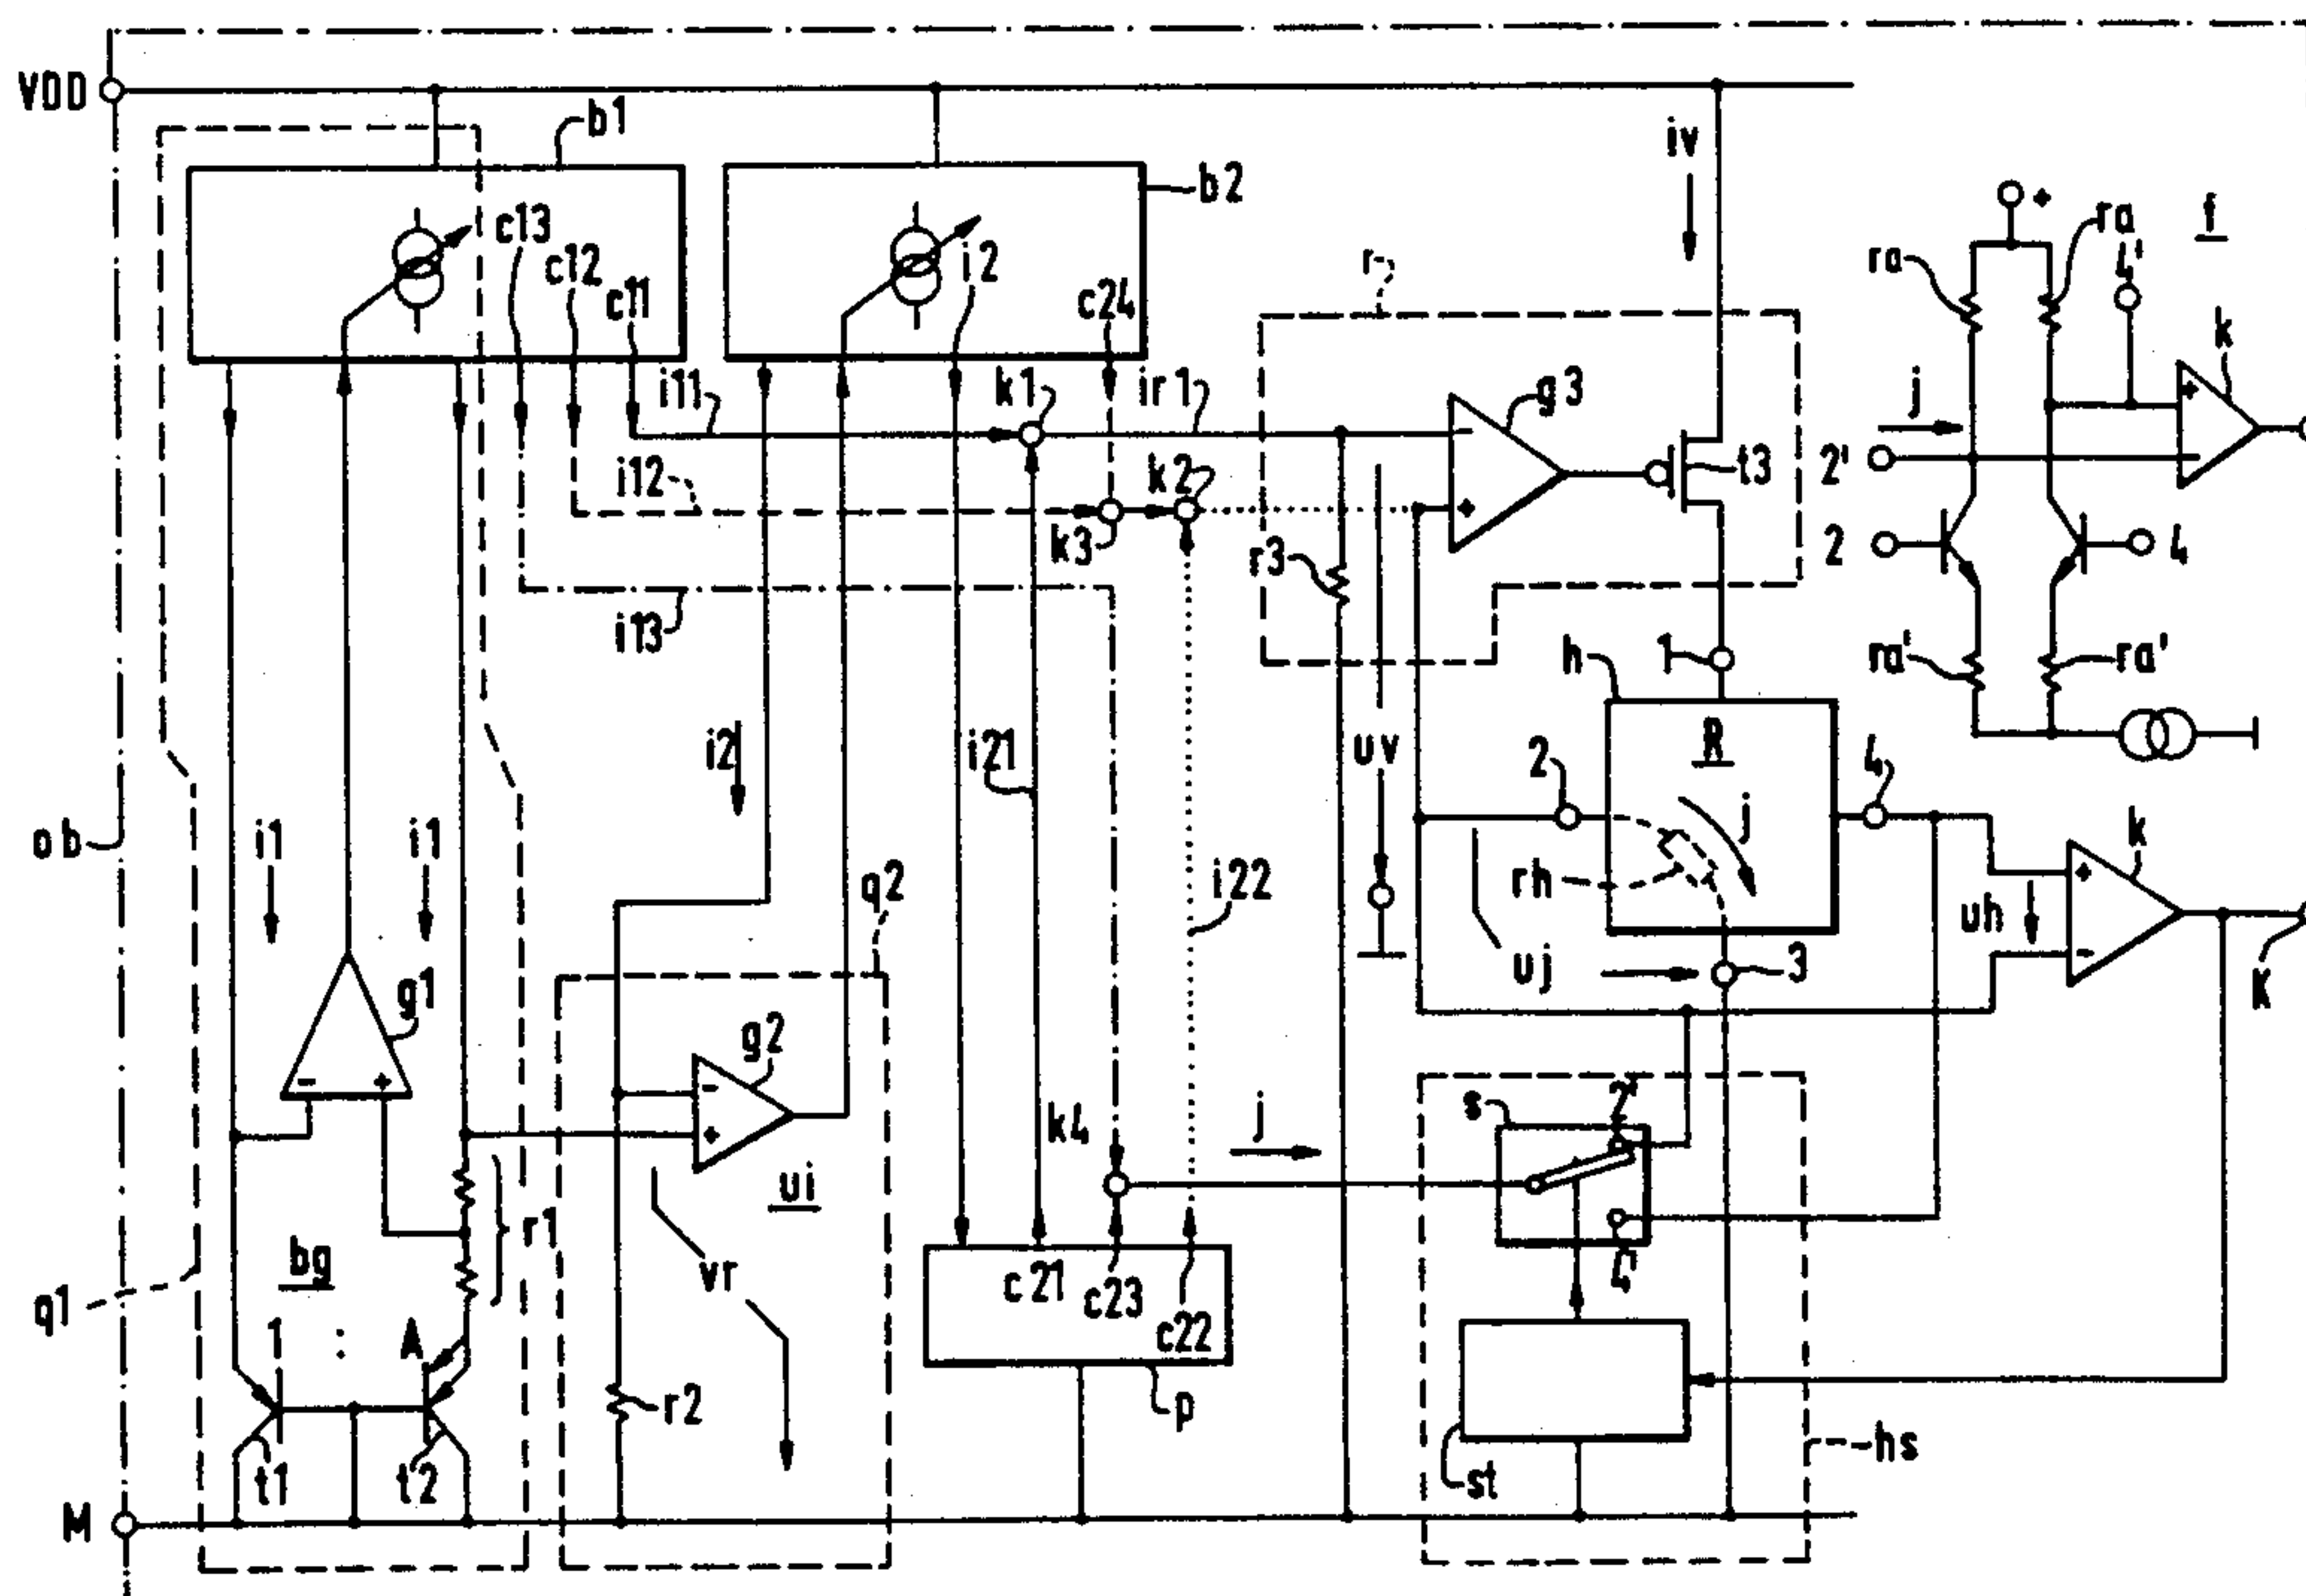 VDD
b1
iv
b2
c13
c12
c11
i2
c24
r
ra
ra
f
4'
k
+
i11
k1
ir1
g3
j
+
-
-
i12
k2
t3
2'
+
k3
r3
2
4
i13
h
1
ra'
ra'
i2
i21
uv
2
R
4
ob
i1
i1
q2
i22
rh
j
uh
k
+
-
g1
uj
3
K
- +
g2
-
+
k4
j
s
2'
ui
bg
r1
vr
c21
c23
c22
4'
q1
1 : A
r2
p
hs
t1
t2
st
M